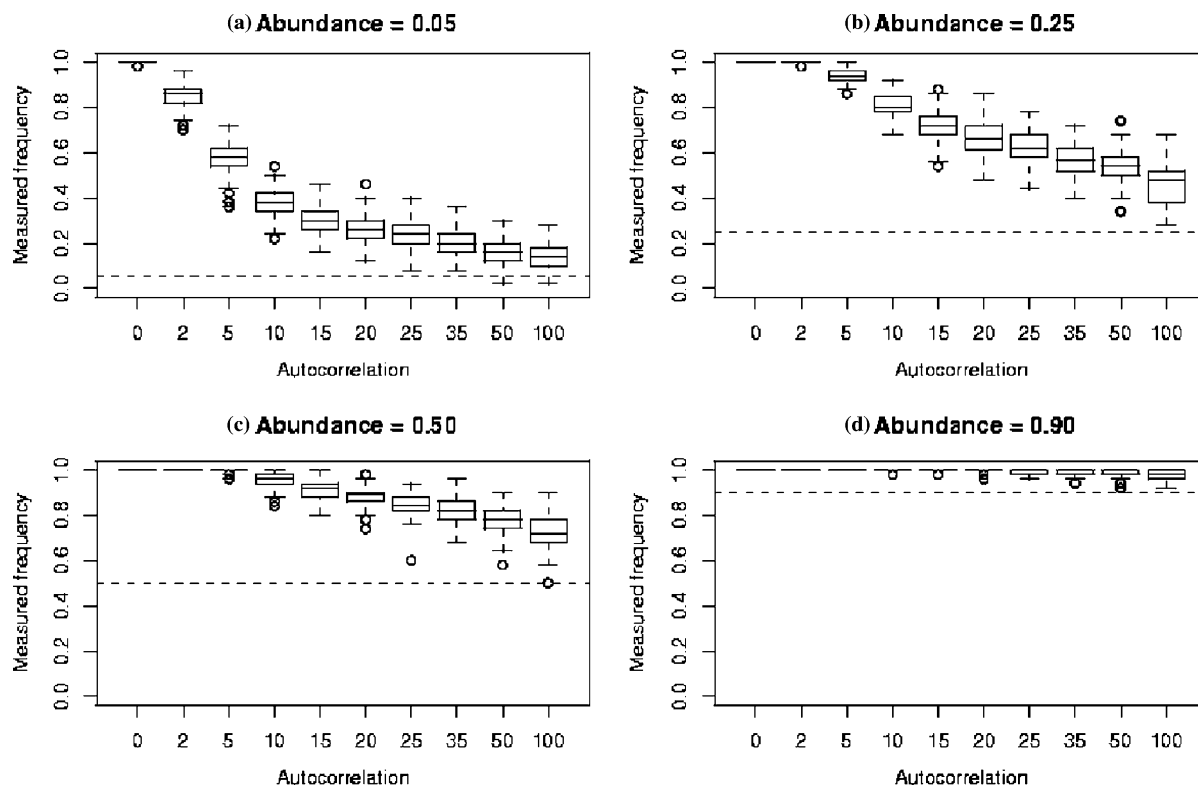 (a) Abundance = 0.05
Measured frequency
1.0
0.8
0.6
0.4
0.2
0.0
0 2 5 10 15 20 25 35 50 100
Autocorrelation
(b) Abundance = 0.25
Measured frequency
1.0
0.8
0.6
0.4
0.2
0.0
0 2 5 10 15 20 25 35 50 100
Autocorrelation
(c) Abundance = 0.50
Measured frequency
1.0
0.8
0.6
0.4
0.2
0.0
0 2 5 10 15 20 25 35 50 100
Autocorrelation
(d) Abundance = 0.90
Measured frequency
1.0
0.8
0.6
0.4
0.2
0.0
0 2 5 10 15 20 25 35 50 100
Autocorrelation